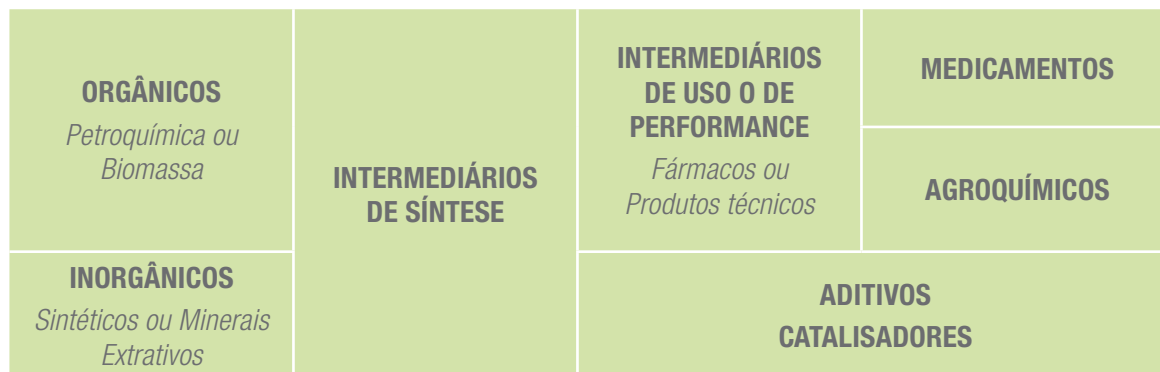 ORGÂNICOS
Petroquímica ou
Biomassa
INORGÂNICOS
Sintéticos ou Minerais
Extrativos
INTERMEDIÁRIOS
DE SÍNTESE
INTERMEDIÁRIOS
DE USO O DE
PERFORMANCE
Fármacos ou
Produtos técnicos
MEDICAMENTOS
AGROQUÍMICOS
ADITIVOS
CATALISADORES